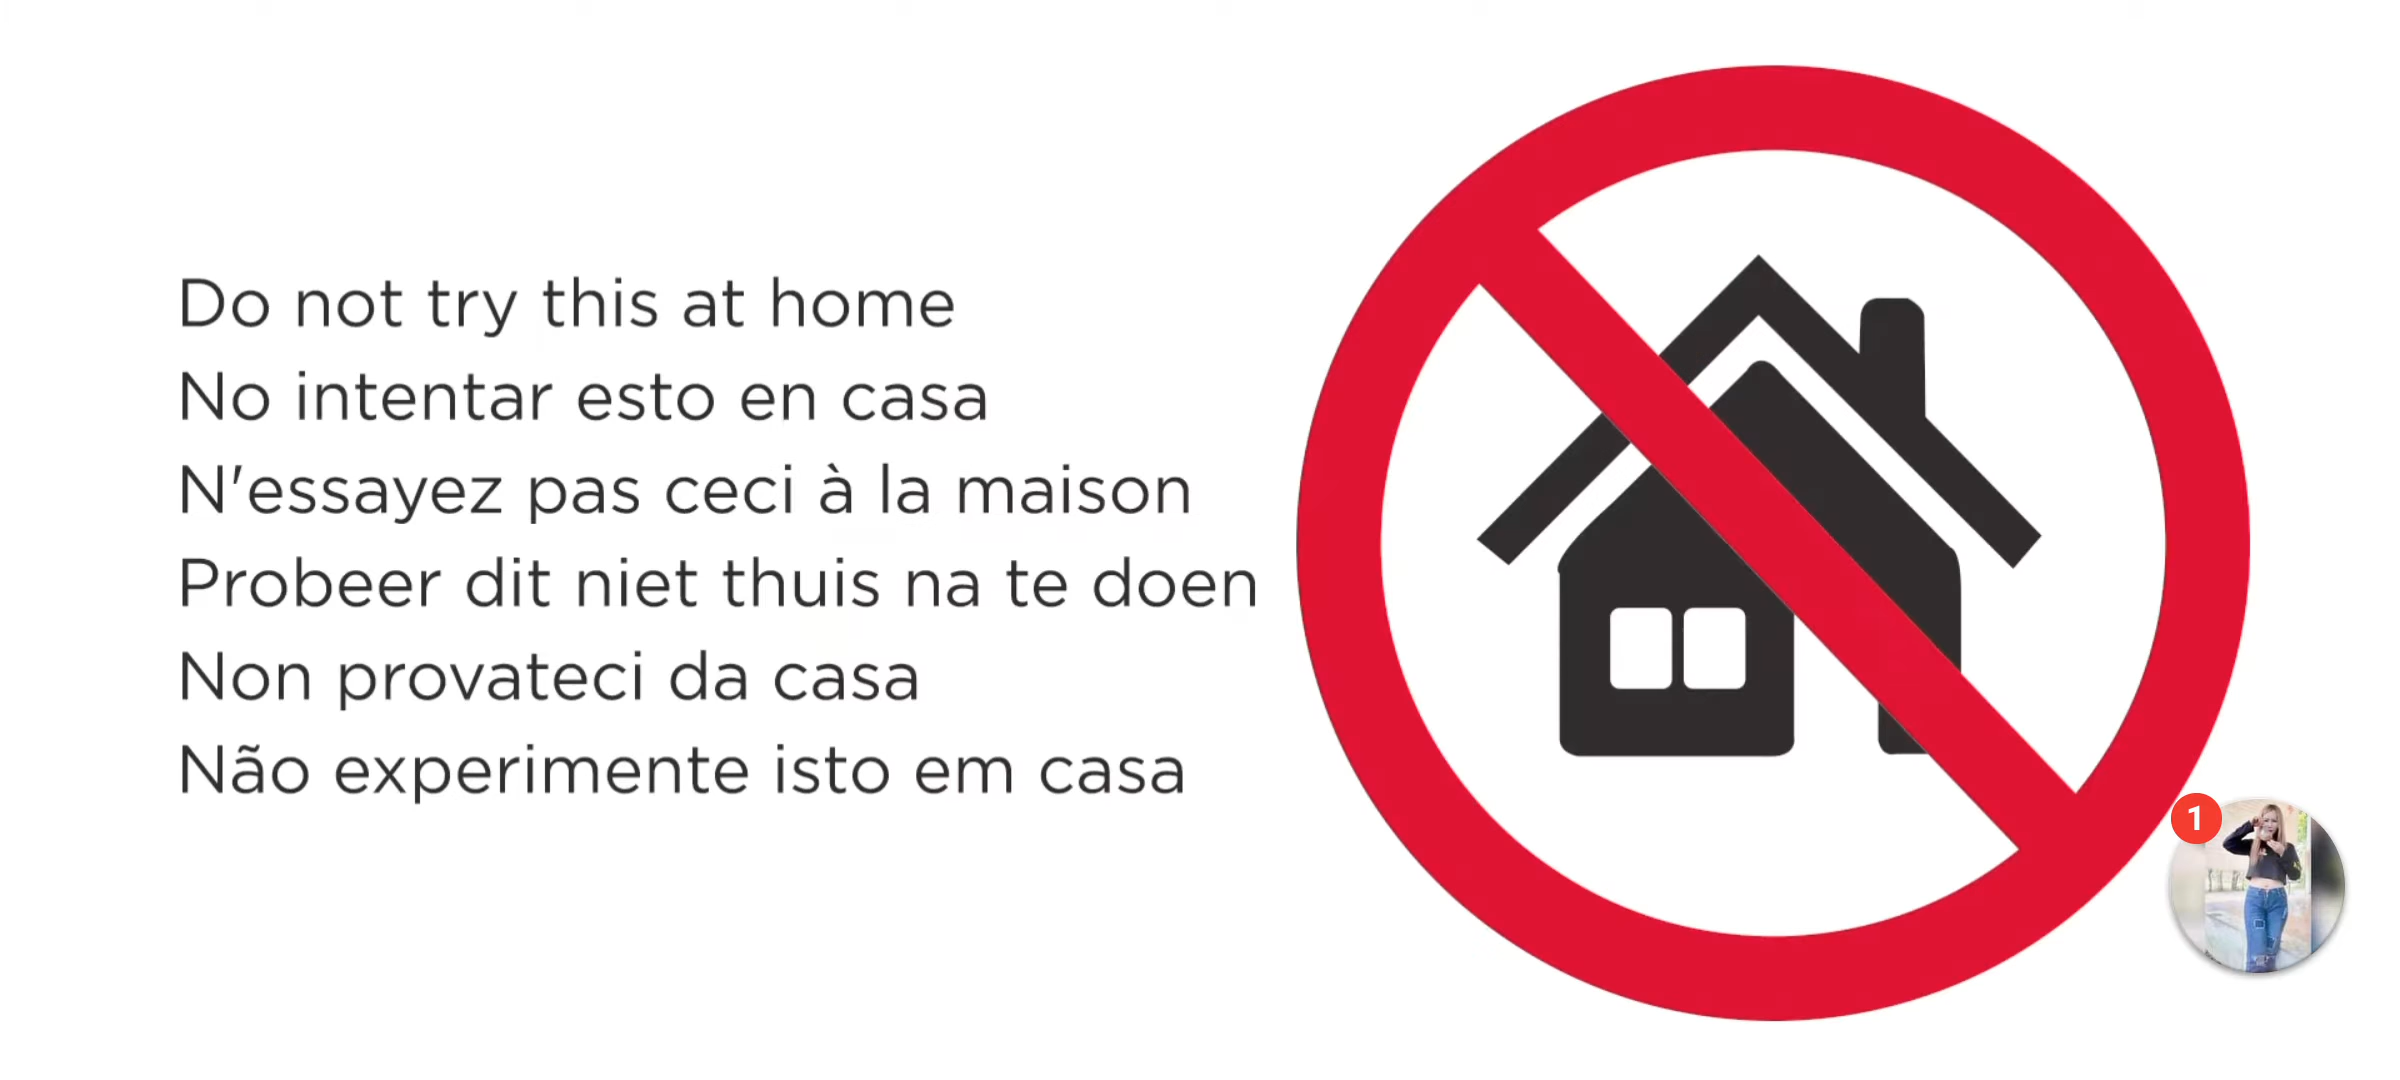 Do not try this at home
No intentar esto en casa
N'essayez pas ceci à la maison
Probeer dit niet thuis na te doen
Non provateci da casa
Não experimente isto em casa
1